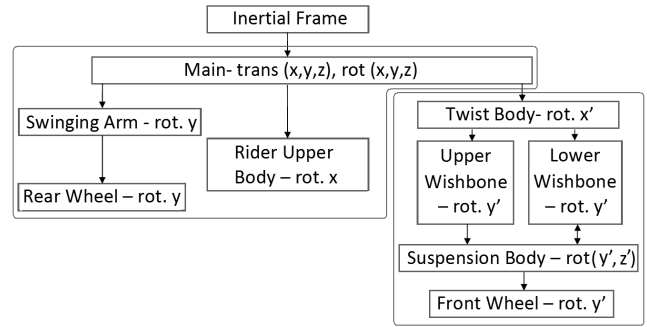 Inertial Frame
Main- trans (x,y,z), rot (x,y,z)
Swinging Arm - rot. y
Rider Upper
Body – rot. x
Rear Wheel – rot. y
Twist Body- rot. x’
Upper
Wishbone
– rot. y’
Lower
Wishbone
– rot. y’
Suspension Body – rot(y’,z’)
Front Wheel – rot. y’